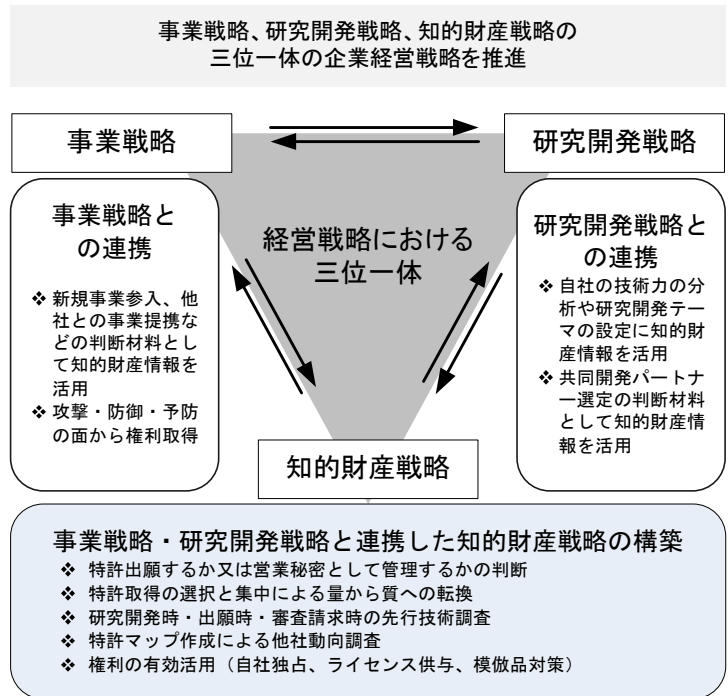 事業戦略、研究開発戦略、知的財産戦略の
三位一体の企業経営戦略を推進
事業戦略
研究開発戦略
事業戦略と
の連携
❖ 新規事業参入、他
社との事業提携な
どの判断材料とし
て知的財産情報を
活用
❖ 攻撃・防御・予防
の面から権利取得
経営戦略における
三位一体
研究開発戦略と
の連携
❖ 自社の技術力の分
析や研究開発テー
マの設定に知的財
産情報を活用
❖ 共同開発パートナ
ー選定の判断材料
として知的財産情
報を活用
知的財産戦略
事業戦略・研究開発戦略と連携した知的財産戦略の構築
❖ 特許出願するか又は営業秘密として管理するかの判断
❖ 特許取得の選択と集中による量から質への転換
❖ 研究開発時・出願時・審査請求時の先行技術調査
❖ 特許マップ作成による他社動向調査
❖ 権利の有効活用（自社独占、ライセンス供与、模倣品対策）